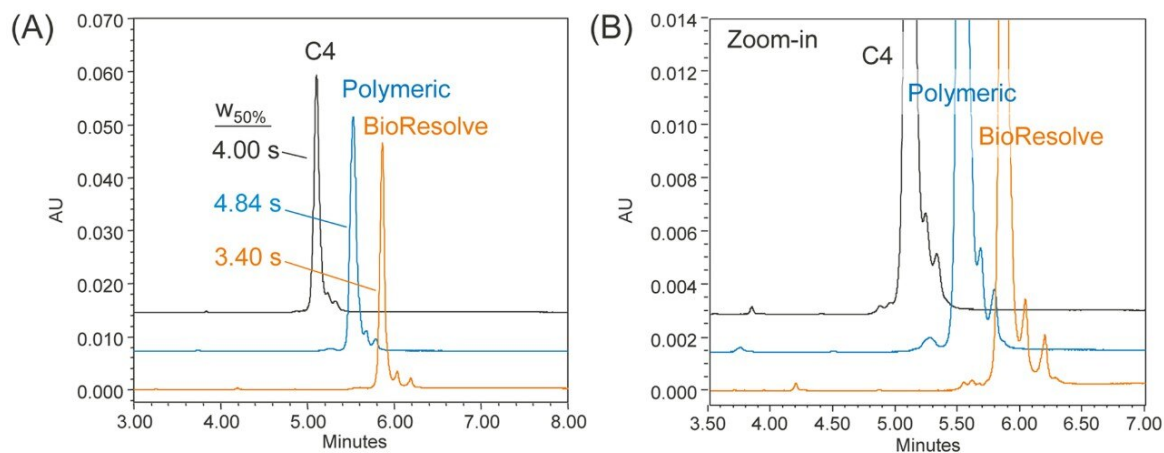 (A)
0.070
0.060
0.050
0.040
0.030
0.020
0.010
0.000
AU
C4
Polymeric
BioResolve
w50%
4.00 s
4.84 s
3.40 s
3.00 4.00 5.00 6.00 7.00 8.00
Minutes
(B)
0.014
0.012
0.010
0.008
0.006
0.004
0.002
0.000
AU
Zoom-in
C4
Polymeric
BioResolve
3.50 4.00 4.50 5.00 5.50 6.00 6.50 7.00
Minutes